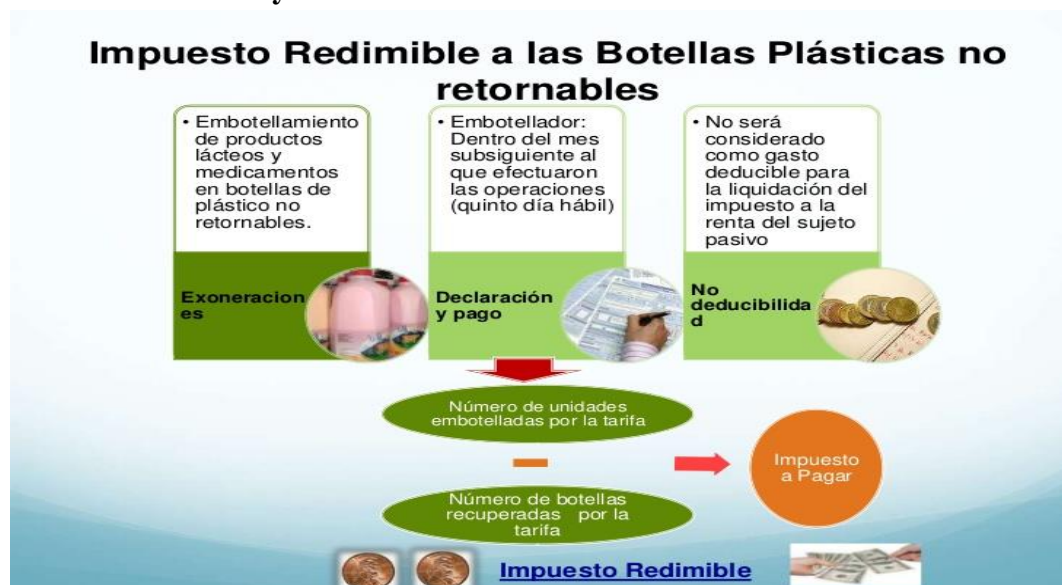 y
Impuesto Redimible a las Botellas Plásticas no
retornables
• Embotellamiento
de productos
lácteos y
medicamentos
en botellas de
plástico no
retornables.
Exoneracion
es
• Embotellador:
Dentro del mes
subsiguiente al
que efectuaron
las operaciones
(quinto día hábil)
Declaración
y pago
• No será
considerado
como gasto
deducible para
la liquidación del
impuesto a la
renta del sujeto
pasivo
No
deducibilida
d
Número de unidades
embotelladas por la tarifa
Impuesto
a Pagar
Número de botellas
recuperadas por la
tarifa
Impuesto Redimible